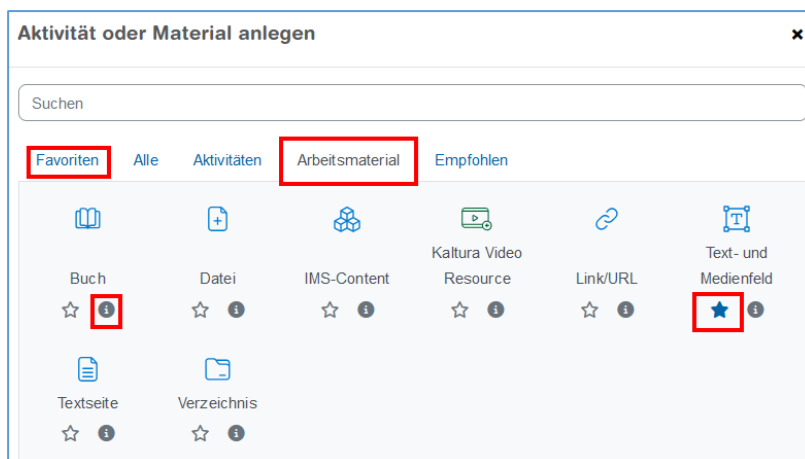 Aktivität oder Material anlegen
Suchen
Favoriten Alle Aktivitäten Arbeitsmaterial Empfohlen
Buch
Datei
IMS-Content
Kaltura Video
Resource
Link/URL
Text- und
Medienfeld
Textseite
Verzeichnis